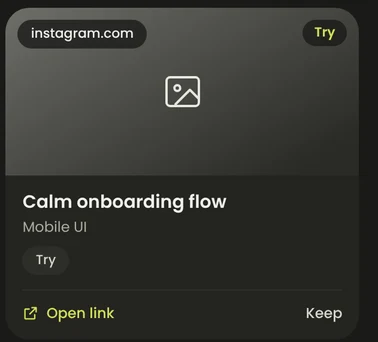 instagram.com
Try
Calm onboarding flow
Mobile UI
Try
Open link
Keep